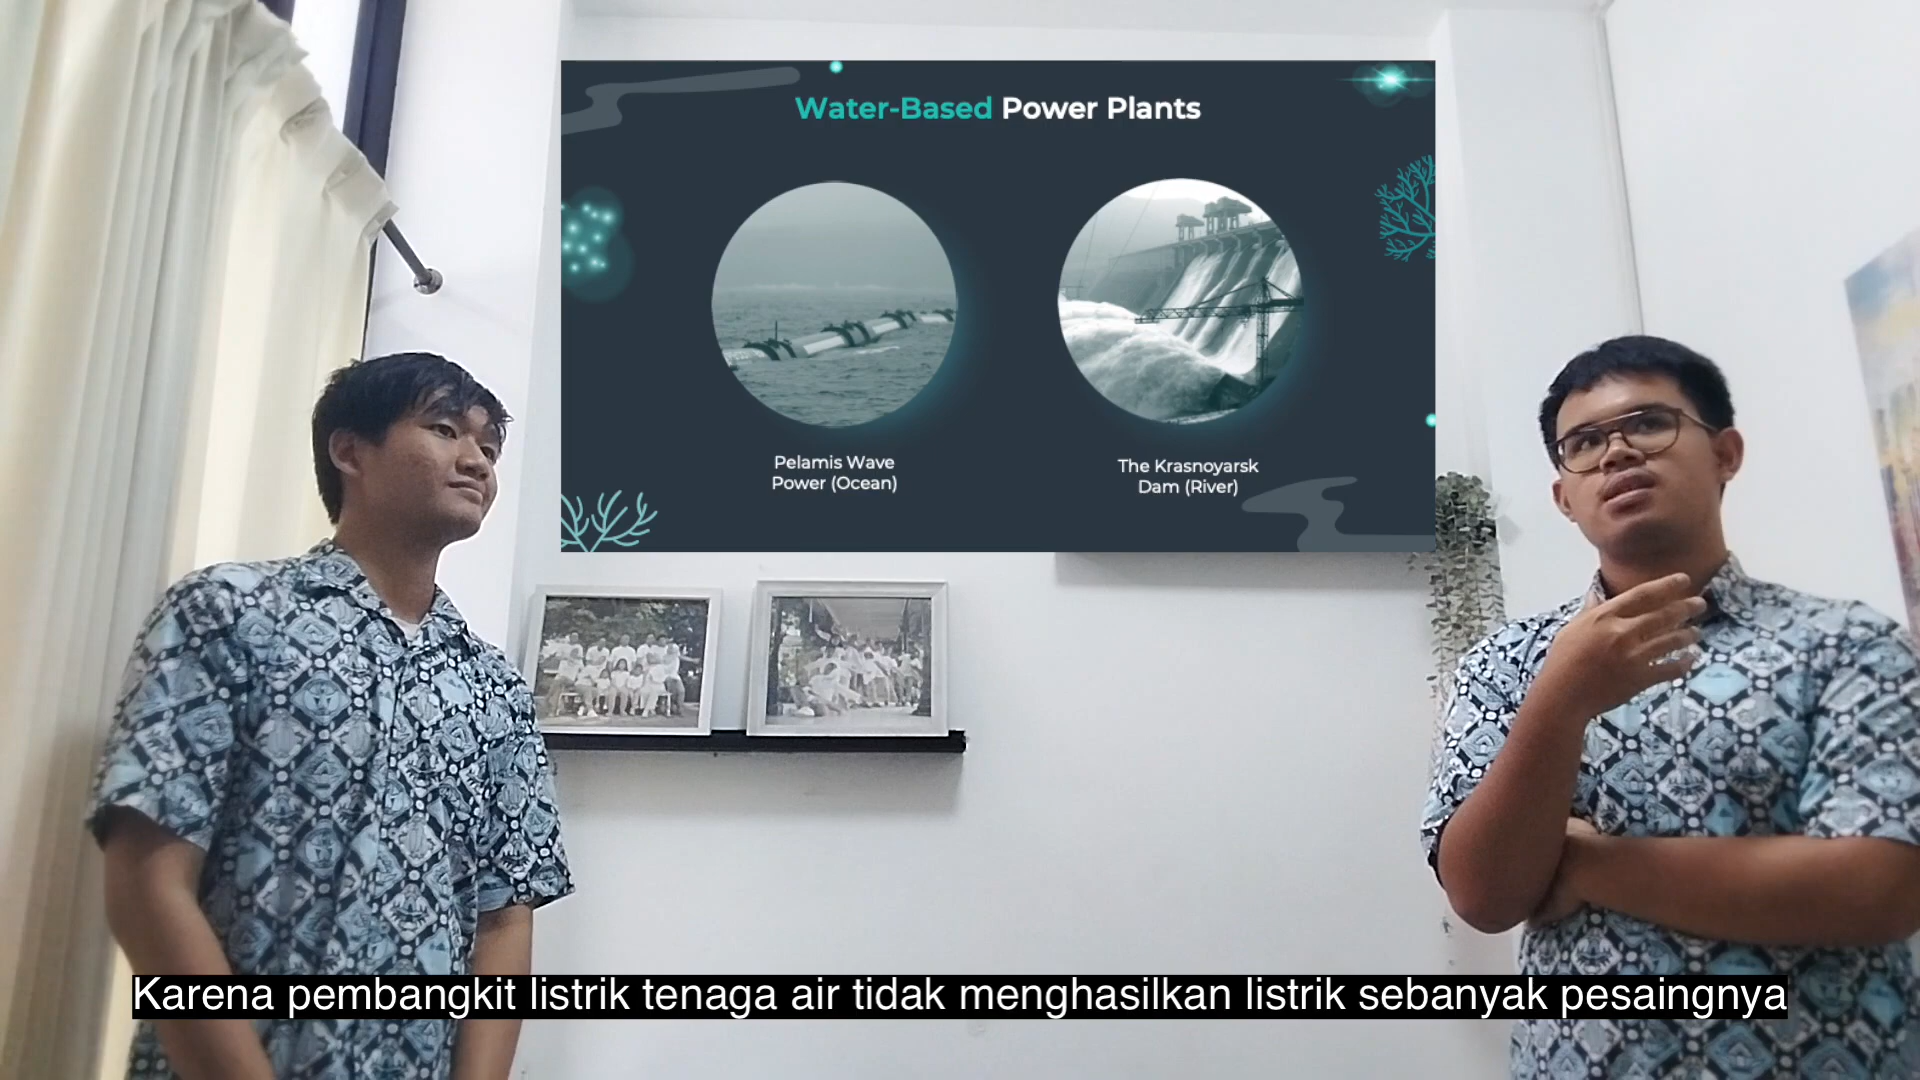 Water-Based Power Plants
Pelamis Wave
Power (Ocean)
The Krasnoyarsk
Dam (River)
Karena pembangkit listrik tenaga air tidak menghasilkan listrik sebanyak pesaingnya